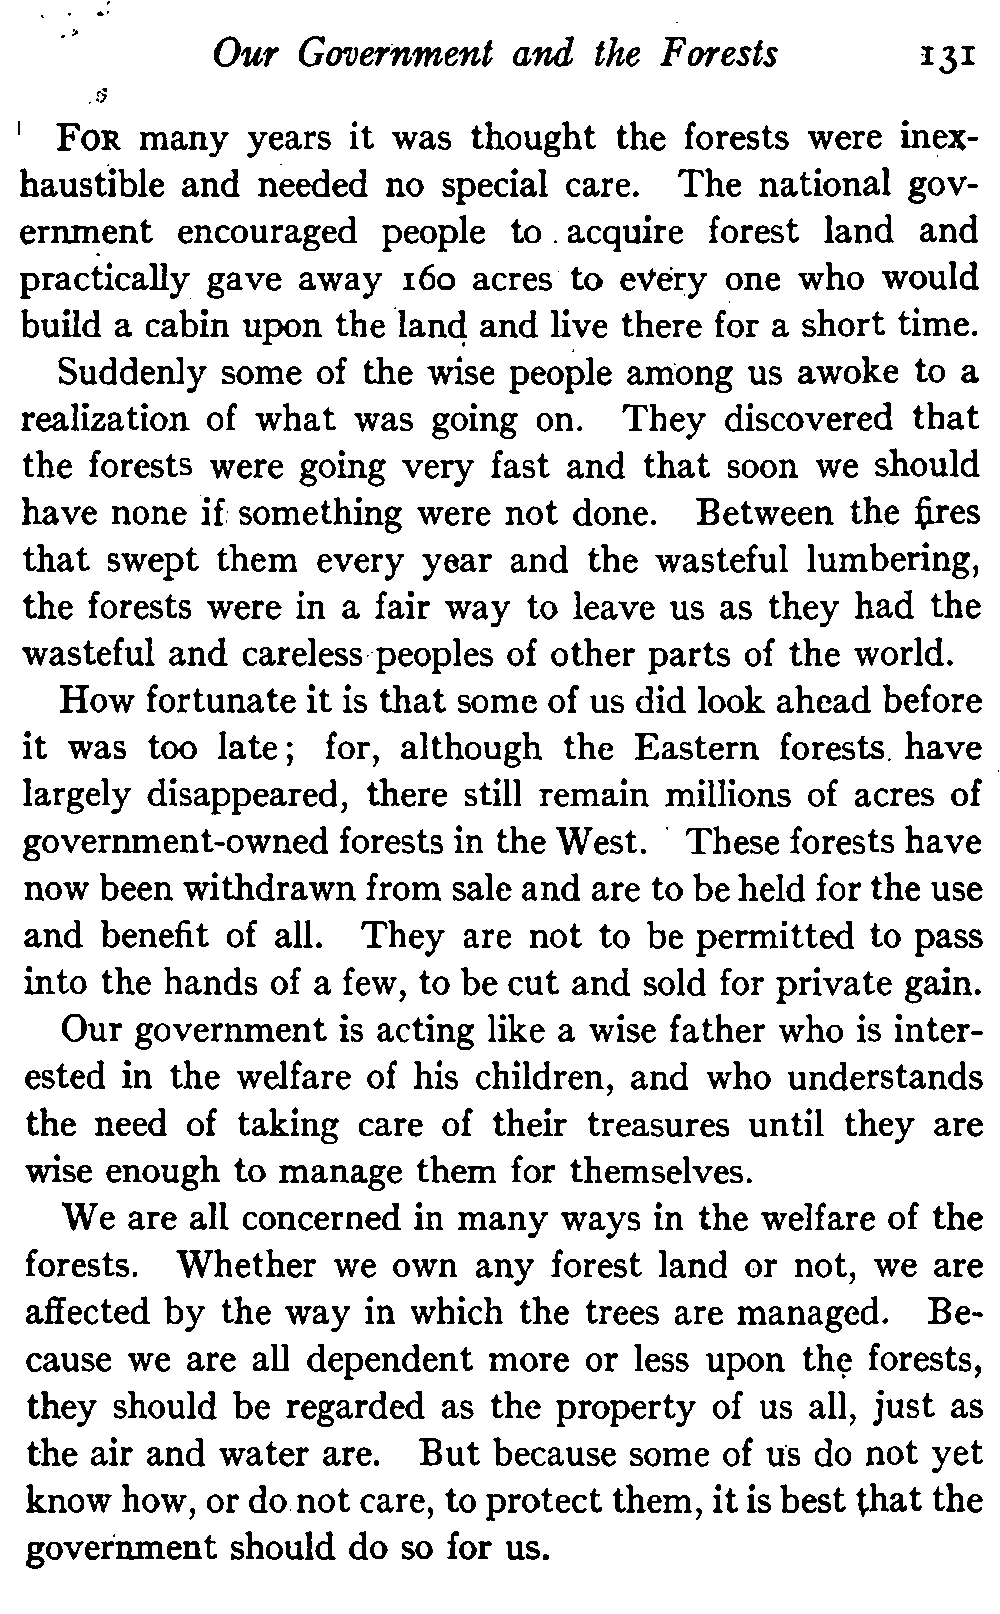 Our Government and the Forests 131
FOR many years it was thought the forests were inex-
haustible and needed no special care. The national gov-
ernment encouraged people to acquire forest land and
practically gave away 160 acres to every one who would
build a cabin upon the land and live there for a short time.
Suddenly some of the wise people among us awoke to a
realization of what was going on. They discovered that
the forests were going very fast and that soon we should
have none if something were not done. Between the fires
that swept them every year and the wasteful lumbering,
the forests were in a fair way to leave us as they had the
wasteful and careless peoples of other parts of the world.
How fortunate it is that some of us did look ahead before
it was too late; for, although the Eastern forests have
largely disappeared, there still remain millions of acres of
government-owned forests in the West. These forests have
now been withdrawn from sale and are to be held for the use
and benefit of all. They are not to be permitted to pass
into the hands of a few, to be cut and sold for private gain.
Our government is acting like a wise father who is inter-
ested in the welfare of his children, and who understands
the need of taking care of their treasures until they are
wise enough to manage them for themselves.
We are all concerned in many ways in the welfare of the
forests. Whether we own any forest land or not, we are
affected by the way in which the trees are managed. Be-
cause we are all dependent more or less upon the forests,
they should be regarded as the property of us all, just as
the air and water are. But because some of us do not yet
know how, or do not care, to protect them, it is best that the
government should do so for us.